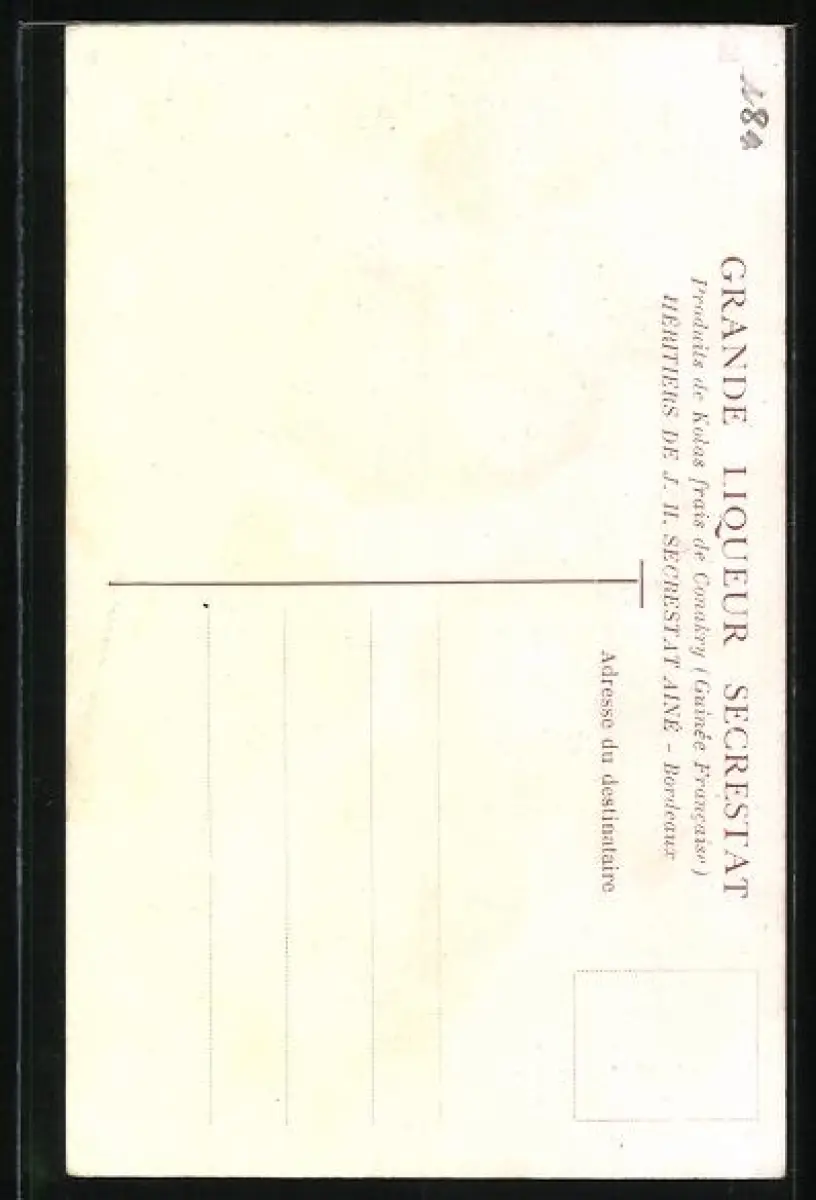 GRANDE LIQUEUR SECRESTAT
Produits de Kolas frais de Conakry (Guinée Française)
HÉRITIERS DE J. H. SECRESTAT AINÉ - Bordeaux
Adresse du destinataire